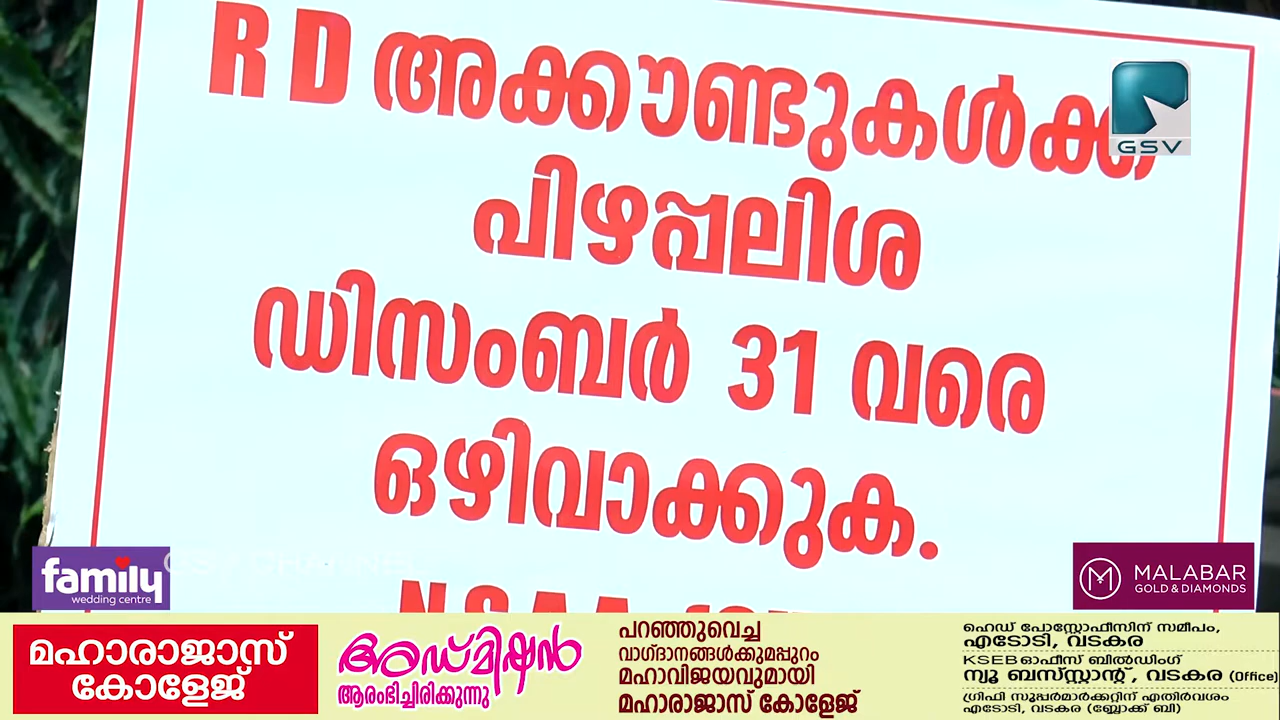 R D അക്കൗണ്ടുകൾക്ക്
പിഴപ്പലിശ
ഡിസംബർ 31 വരെ
ഒഴിവാക്കുക.
GSV
GSV CHANNEL
family
wedding centre
MALABAR
GOLD & DIAMONDS
മഹാരാജാസ്
കോളേജ്
അഡ്മിഷൻ
ആരംഭിച്ചിരിക്കുന്നു
പറഞ്ഞുവെച്ച
വാഗ്ദാനങ്ങൾക്കുമപ്പുറം
മഹാവിജയവുമായി
മഹാരാജാസ് കോളേജ്
ഹെഡ് പോസ്റ്റോഫീസിന് സമീപം,
എടോടി, വടകര
KSEB ഓഫീസ് ബിൽഡിംഗ്
ന്യൂ ബസ്സ്റ്റാന്റ്, വടകര (Office)
ഗ്രിഫി സൂപ്പർമാർക്കറ്റിന് എതിർവശം
എടോടി, വടകര (ബ്ലോക്ക് ബി)